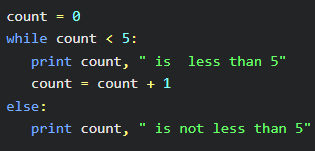 count = 0
while count < 5:
   print count, " is  less than 5"
   count = count + 1
else:
   print count, " is not less than 5"